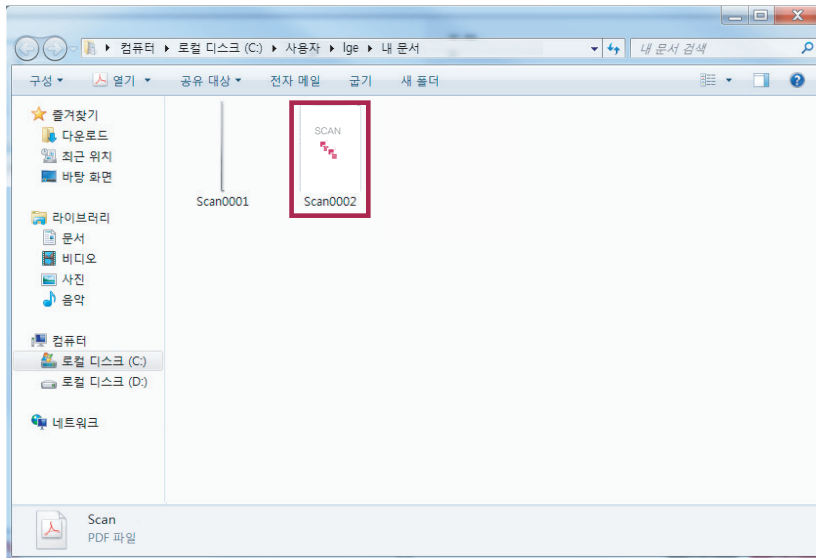 컴퓨터 ▸ 로컬 디스크 (C:) ▸ 사용자 ▸ lge ▸ 내 문서
내 문서 검색
구성 열기 공유 대상 전자 메일 굽기 새 폴더
즐겨찾기
다운로드
최근 위치
바탕 화면
라이브러리
문서
비디오
사진
음악
컴퓨터
로컬 디스크 (C:)
로컬 디스크 (D:)
네트워크
SCAN
Scan0001
Scan0002
Scan
PDF 파일